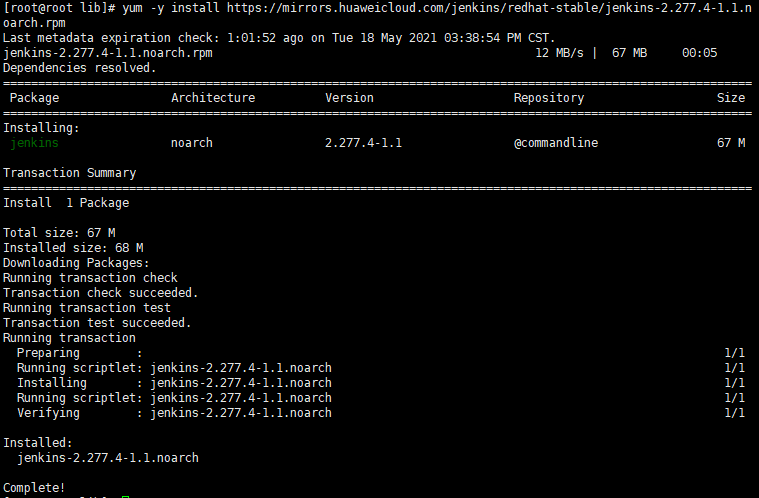 [root@root lib]# yum -y install https://mirrors.huaweicloud.com/jenkins/redhat-stable/jenkins-2.277.4-1.1.n
oarch.rpm
Last metadata expiration check: 1:01:52 ago on Tue 18 May 2021 03:38:54 PM CST.
jenkins-2.277.4-1.1.noarch.rpm 12 MB/s | 67 MB 00:05
Dependencies resolved.
===========================================================================================================
Package Architecture Version Repository Size
===========================================================================================================
Installing:
jenkins noarch 2.277.4-1.1 @commandline 67 M
Transaction Summary
===========================================================================================================
Install 1 Package
Total size: 67 M
Installed size: 68 M
Downloading Packages:
Running transaction check
Transaction check succeeded.
Running transaction test
Transaction test succeeded.
Running transaction
Preparing : 1/1
Running scriptlet: jenkins-2.277.4-1.1.noarch 1/1
Installing : jenkins-2.277.4-1.1.noarch 1/1
Running scriptlet: jenkins-2.277.4-1.1.noarch 1/1
Verifying : jenkins-2.277.4-1.1.noarch 1/1
Installed:
jenkins-2.277.4-1.1.noarch
Complete!